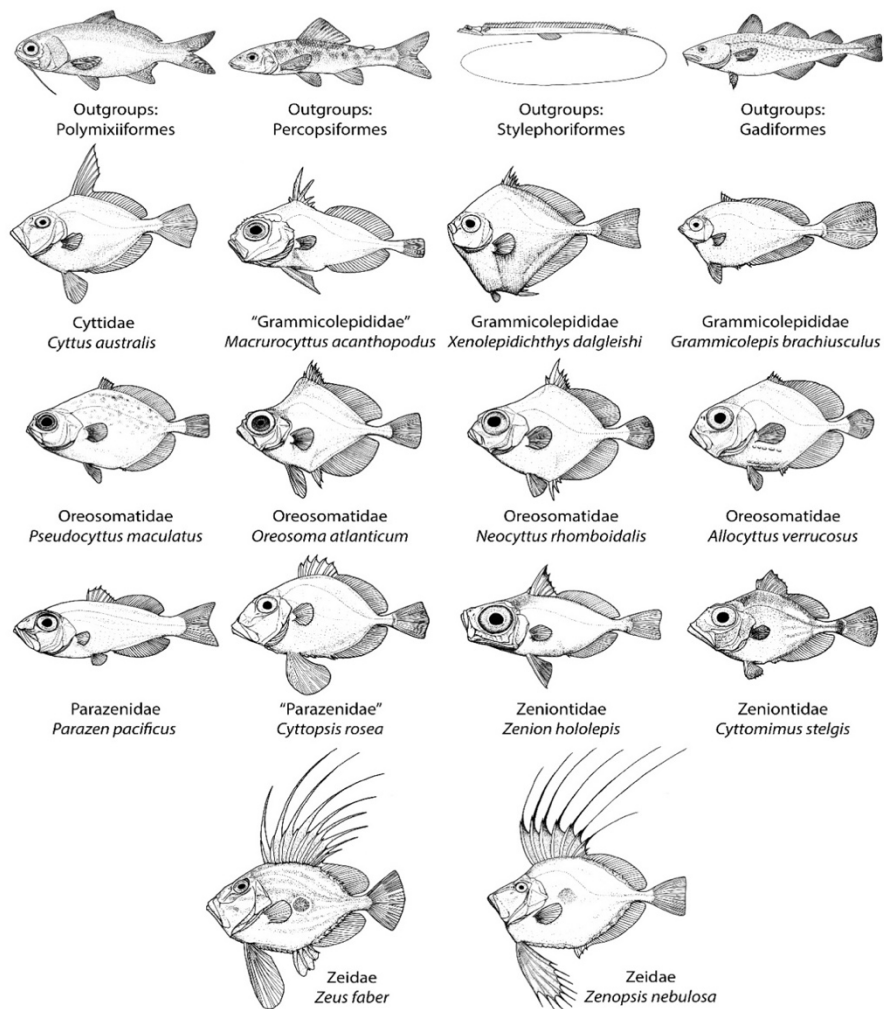 Outgroups:
Polymixiiformes
Outgroups:
Percopsiformes
Outgroups:
Stylephoriformes
Outgroups:
Gadiformes
Cyttidae
Cyttus australis
“Grammicolepididae”
Macrurocyttus acanthopodus
Grammicolepididae
Xenolepidichthys dalgleishi
Grammicolepididae
Grammicolepis brachiusculus
Oreosomatidae
Pseudocyttus maculatus
Oreosomatidae
Oreosoma atlanticum
Oreosomatidae
Neocyttus rhomboidalis
Oreosomatidae
Allocyttus verrucosus
Parazenidae
Parazen pacificus
“Parazenidae”
Cyttopsis rosea
Zeniontidae
Zenion hololepis
Zeniontidae
Cyttomimus stelgis
Zeidae
Zeus faber
Zeidae
Zenopsis nebulosa